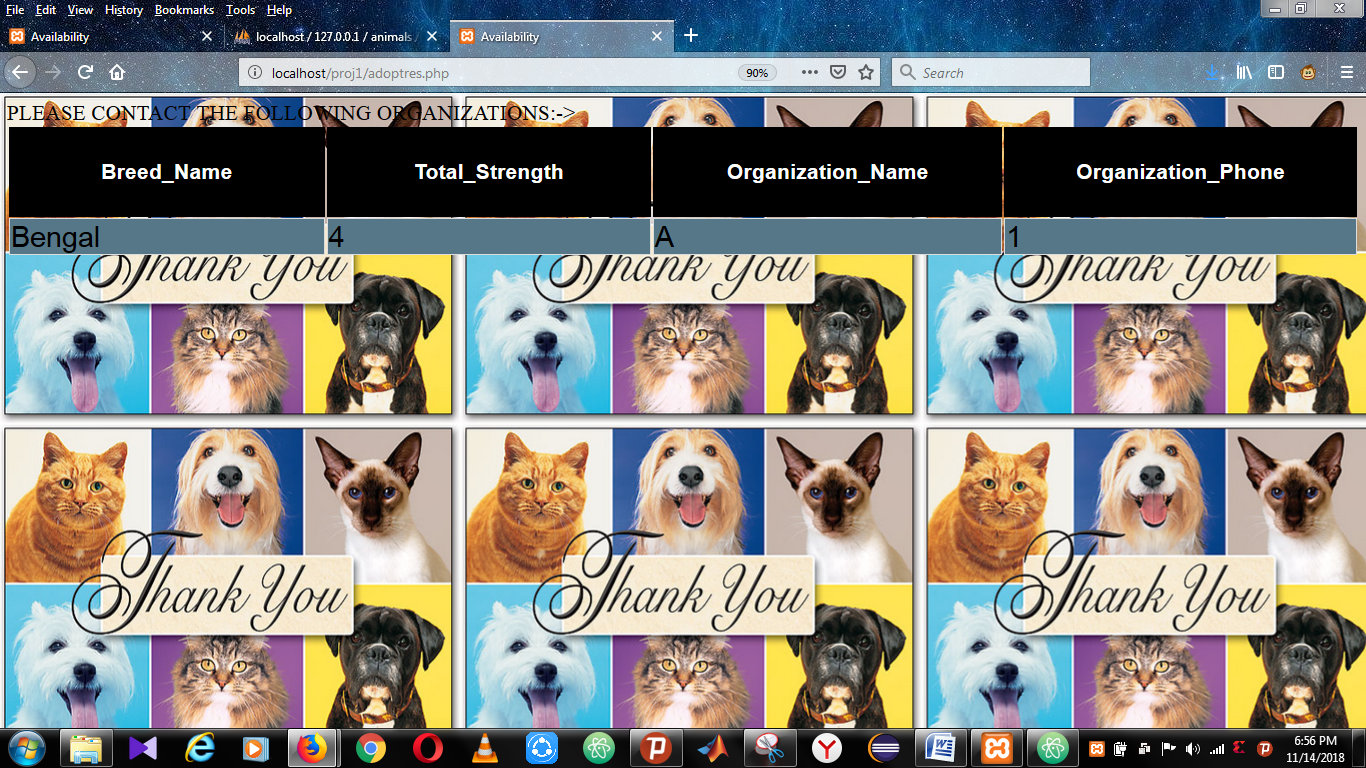 File Edit View History Bookmarks Tools Help
Availability localhost / 127.0.0.1 / animals Availability
localhost/proj1/adoptres.php 90% Search
PLEASE CONTACT THE FOLLOWING ORGANIZATIONS:->
Breed_Name Total_Strength Organization_Name Organization_Phone
Bengal 4 A 1
Thank You Thank You Thank You
Thank You Thank You Thank You
6:56 PM
11/14/2018